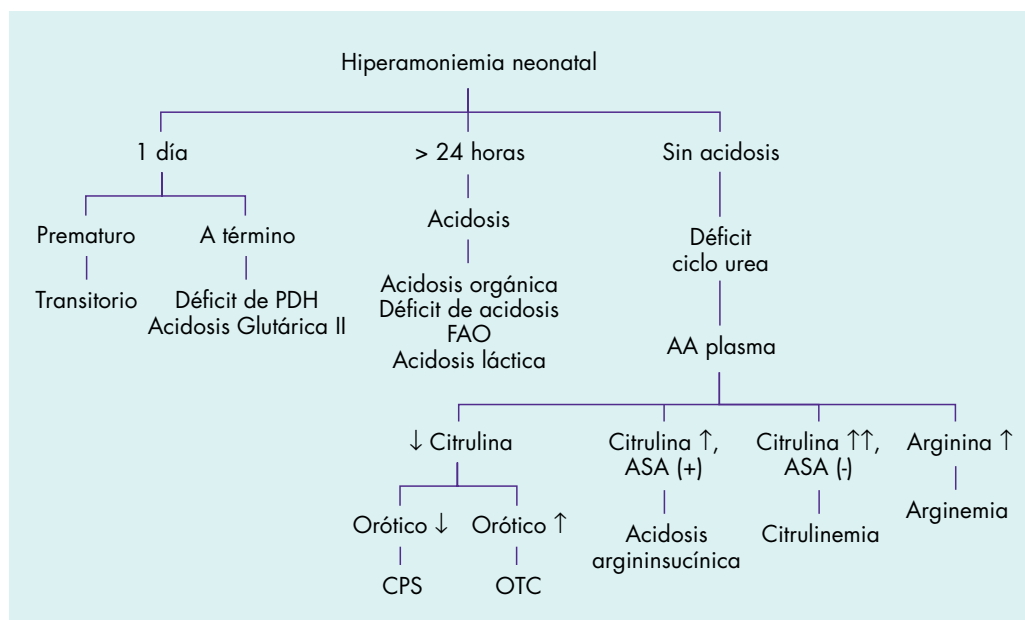 Hiperamoniemia neonatal
1 día
> 24 horas
Sin acidosis
Prematuro
A término
Acidosis
Déficit
ciclo urea
Transitorio
Déficit de PDH
Acidosis Glutárica II
Acidosis orgánica
Déficit de acidosis
FAO
Acidosis láctica
AA plasma
↓ Citrulina
Citrulina ↑,
ASA (+)
Citrulina ↑↑,
ASA (-)
Arginina ↑
Orótico ↓
Orótico ↑
Acidosis
argininsucínica
Citrulinemia
Arginemia
CPS
OTC